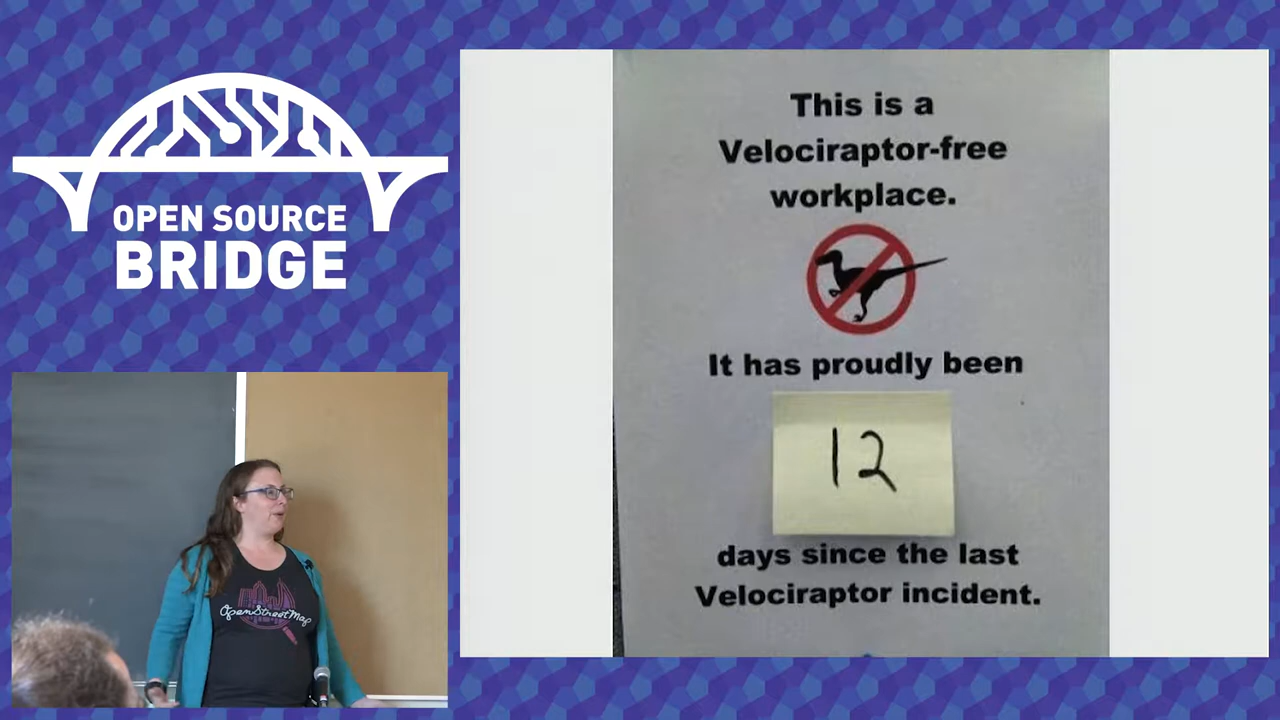 OPEN SOURCE
BRIDGE
OpenStreetMap
This is a
Velociraptor-free
workplace.
It has proudly been
12
days since the last
Velociraptor incident.